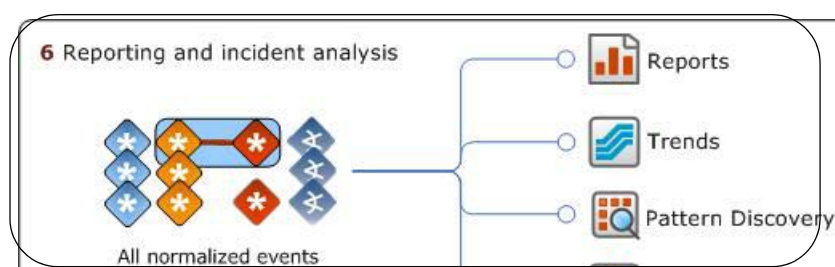 6 Reporting and incident analysis
Reports
Trends
Pattern Discovery
All normalized events